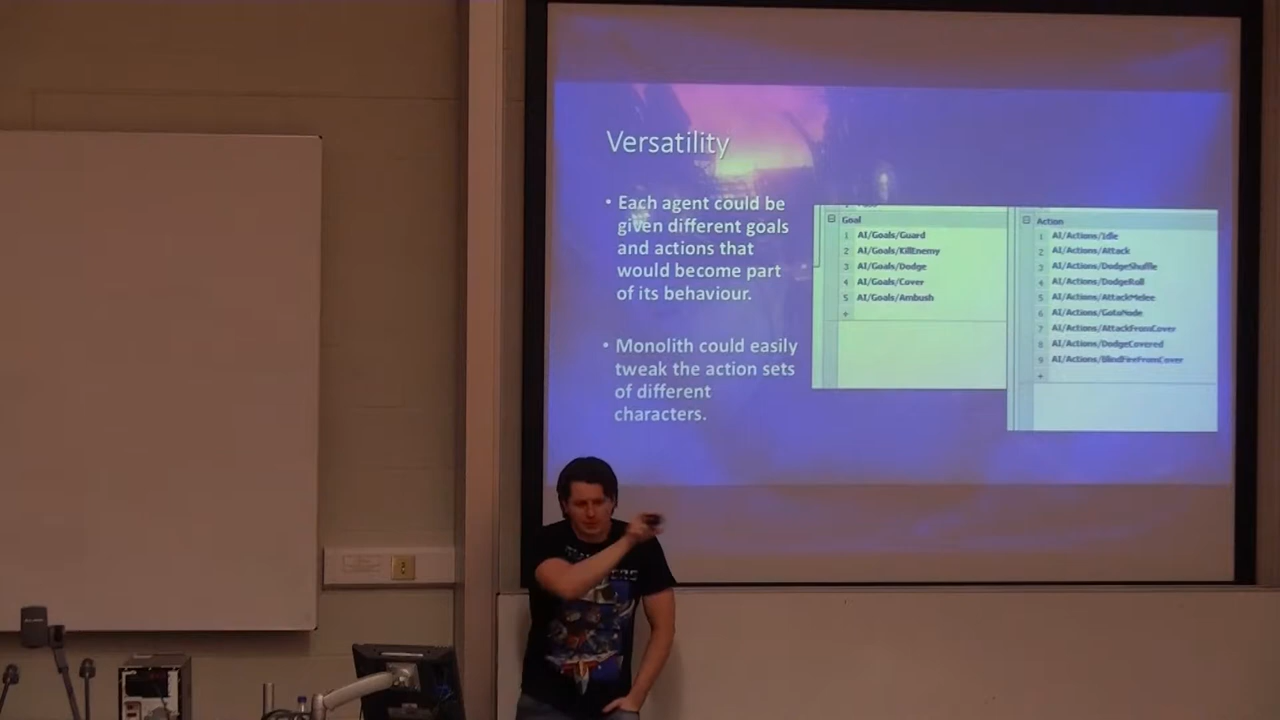 Versatility
• Each agent could be
given different goals
and actions that
would become part
of its behaviour.
• Monolith could easily
tweak the action sets
of different
characters.
Goal
1 AI/Goals/Guard
2 AI/Goals/KillEnemy
3 AI/Goals/Dodge
4 AI/Goals/Cover
5 AI/Goals/Ambush
+
Action
1 AI/Actions/Idle
2 AI/Actions/Attack
3 AI/Actions/DodgeShuffle
4 AI/Actions/DodgeRoll
5 AI/Actions/AttackMelee
6 AI/Actions/GotoNode
7 AI/Actions/AttackFromCover
8 AI/Actions/DodgeCovered
9 AI/Actions/BlindFireFromCover
+